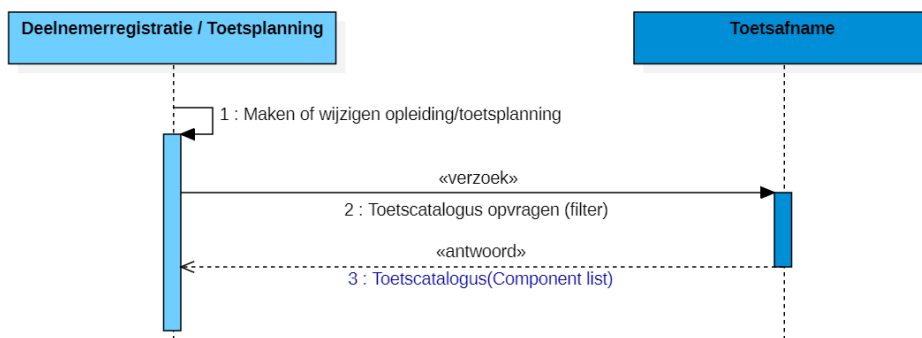 Deelnemerregistratie / Toetsplanning
Toetsafname
1 : Maken of wijzigen opleiding/toetsplanning
«verzoek»
2 : Toetscatalogus opvragen (filter)
«antwoord»
3 : Toetscatalogus(Component list)